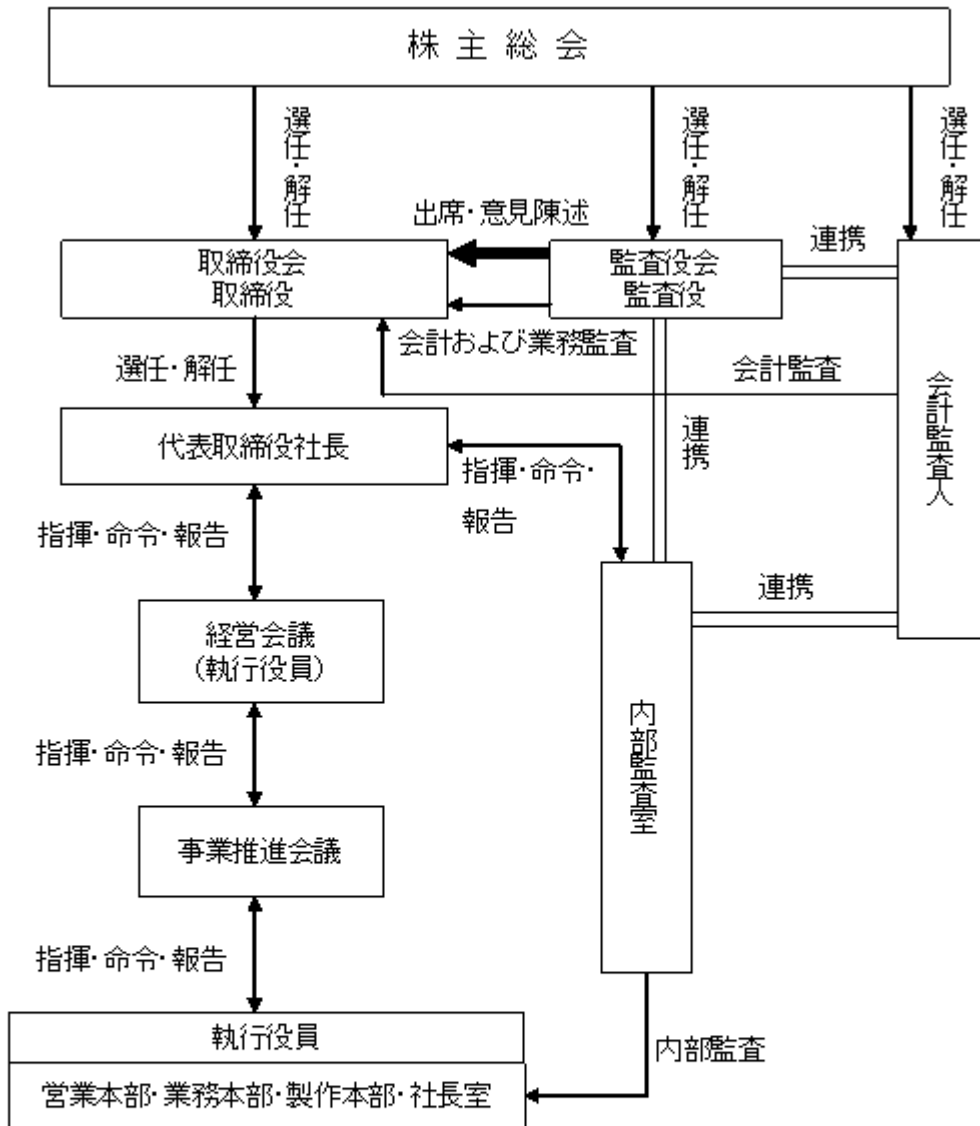 株主総会
選任・解任
選任・解任
選任・解任
出席・意見陳述
連携
取締役会
取締役
監査役会
監査役
会計および業務監査
選任・解任
会計監査
会計監査人
代表取締役社長
連携
指揮・命令・
報告
指揮・命令・報告
連携
経営会議
(執行役員)
内部監査室
指揮・命令・報告
事業推進会議
指揮・命令・報告
執行役員
内部監査
営業本部・業務本部・製作本部・社長室